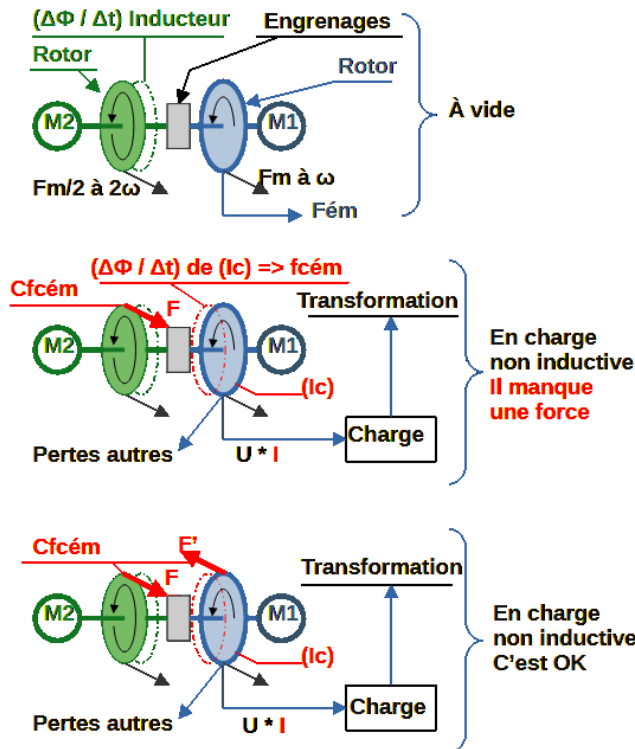 (ΔΦ / Δt) Inducteur
Engrenages
Rotor
Rotor
M2
M1
À vide
Fm/2 à 2ω
Fm à ω
Fém
(ΔΦ / Δt) de (Ic) => fcém
Cfcém
F
Transformation
M2
M1
En charge
non inductive
Il manque
une force
(Ic)
Charge
Pertes autres
U * I
Cfcém
F'
F
Transformation
M2
M1
En charge
non inductive
C'est OK
(Ic)
Charge
Pertes autres
U * I